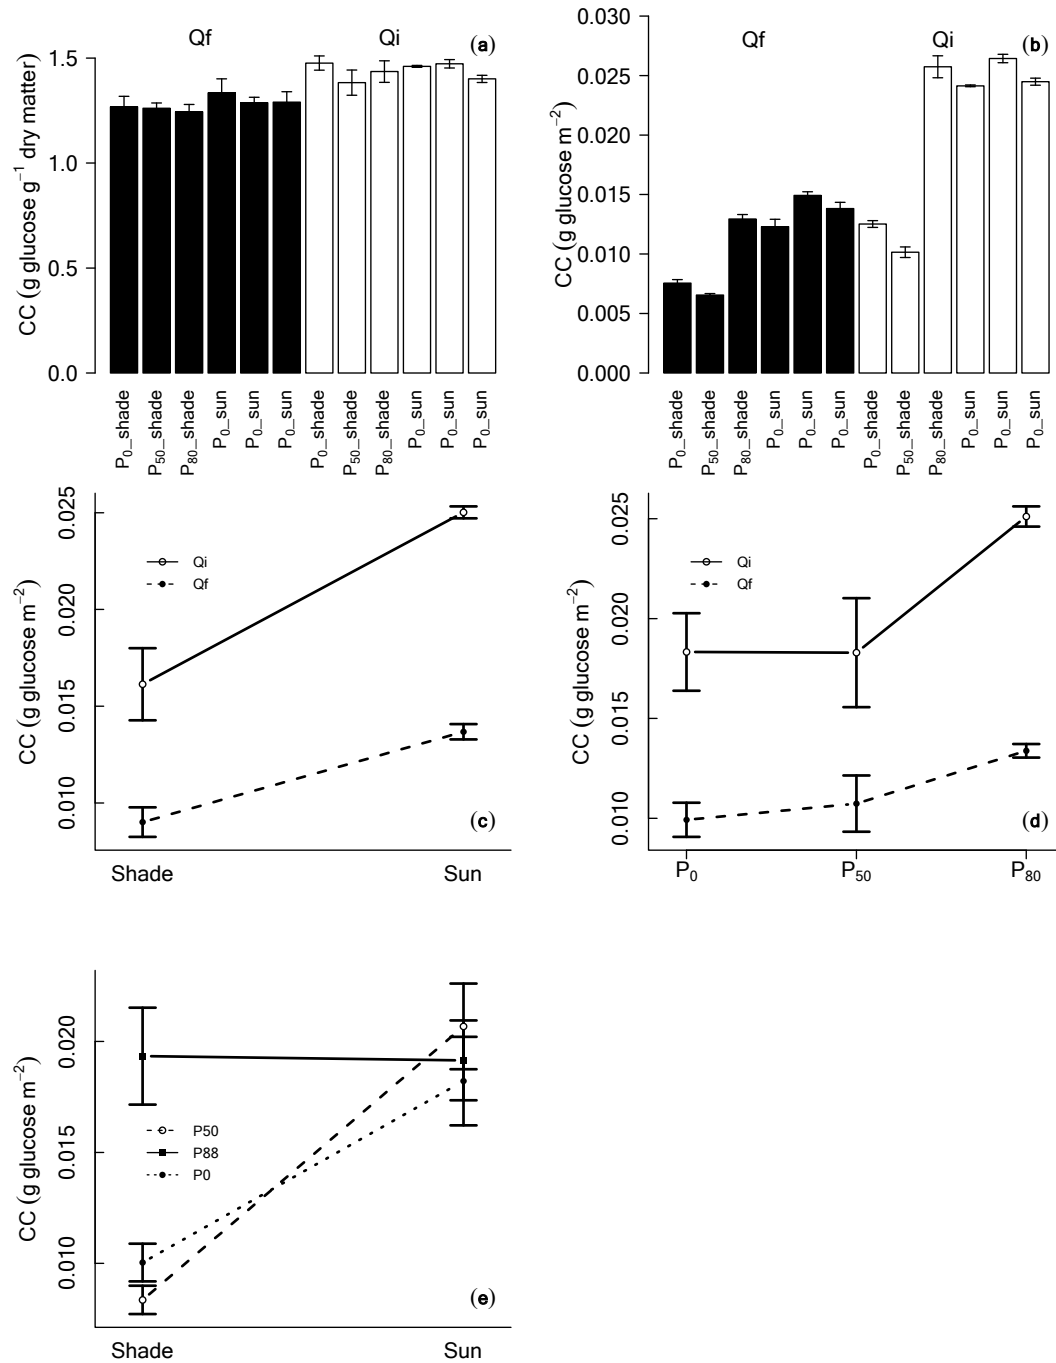 Qf Qi (a)
CC (g glucose g⁻¹ dry matter)
1.5
1.0
0.5
0.0
P₀_shade
P₅₀_shade
P₈₀_shade
P₀_sun
P₀_sun
P₀_sun
P₀_shade
P₅₀_shade
P₈₀_shade
P₀_sun
P₀_sun
P₀_sun
Qf Qi (b)
CC (g glucose m⁻²)
0.030
0.025
0.020
0.015
0.010
0.005
0.000
P₀_shade
P₅₀_shade
P₈₀_shade
P₀_sun
P₀_sun
P₀_sun
P₀_shade
P₅₀_shade
P₈₀_shade
P₀_sun
P₀_sun
P₀_sun
CC (g glucose m⁻²)
0.025
0.020
0.015
0.010
Qi
Qf
(c)
Shade Sun
CC (g glucose m⁻²)
0.025
0.020
0.015
0.010
Qi
Qf
(d)
P₀ P₅₀ P₈₀
CC (g glucose m⁻²)
0.020
0.015
0.010
P50
P88
P0
(e)
Shade Sun